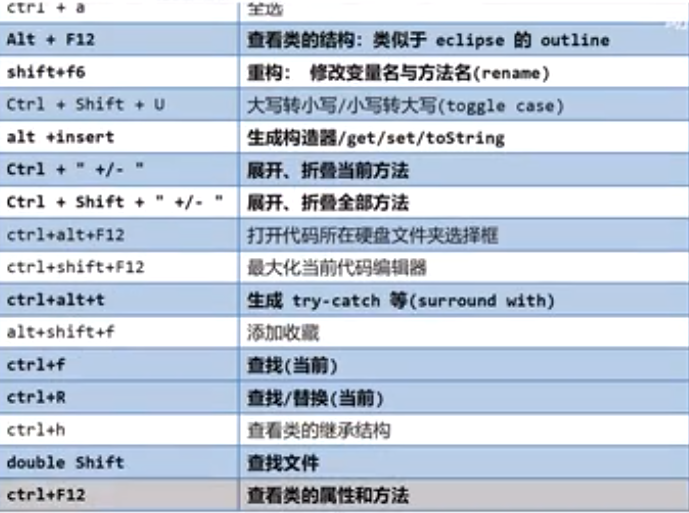 ctrl + a 全选
Alt + F12 查看类的结构：类似于 eclipse 的 outline
shift+f6 重构： 修改变量名与方法名(rename)
Ctrl + Shift + U 大写转小写/小写转大写(toggle case)
alt +insert 生成构造器/get/set/toString
Ctrl + " +/- " 展开、折叠当前方法
Ctrl + Shift + " +/- " 展开、折叠全部方法
ctrl+alt+F12 打开代码所在硬盘文件夹选择框
ctrl+shift+F12 最大化当前代码编辑器
ctrl+alt+t 生成 try-catch 等(surround with)
alt+shift+f 添加收藏
ctrl+f 查找(当前)
ctrl+R 查找/替换(当前)
ctrl+h 查看类的继承结构
double Shift 查找文件
ctrl+F12 查看类的属性和方法